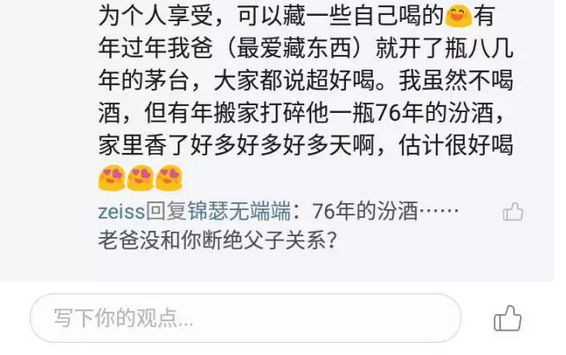 为个人享受，可以藏一些自己喝的😄有
年过年我爸（最爱藏东西）就开了瓶八几
年的茅台，大家都说超好喝。我虽然不喝
酒，但有年搬家打碎他一瓶76年的汾酒，
家里香了好多好多好多天啊，估计很好喝
😍😍😍
zeiss回复锦瑟无端端：76年的汾酒⋯⋯
老爸没和你断绝父子关系？
写下你的观点...